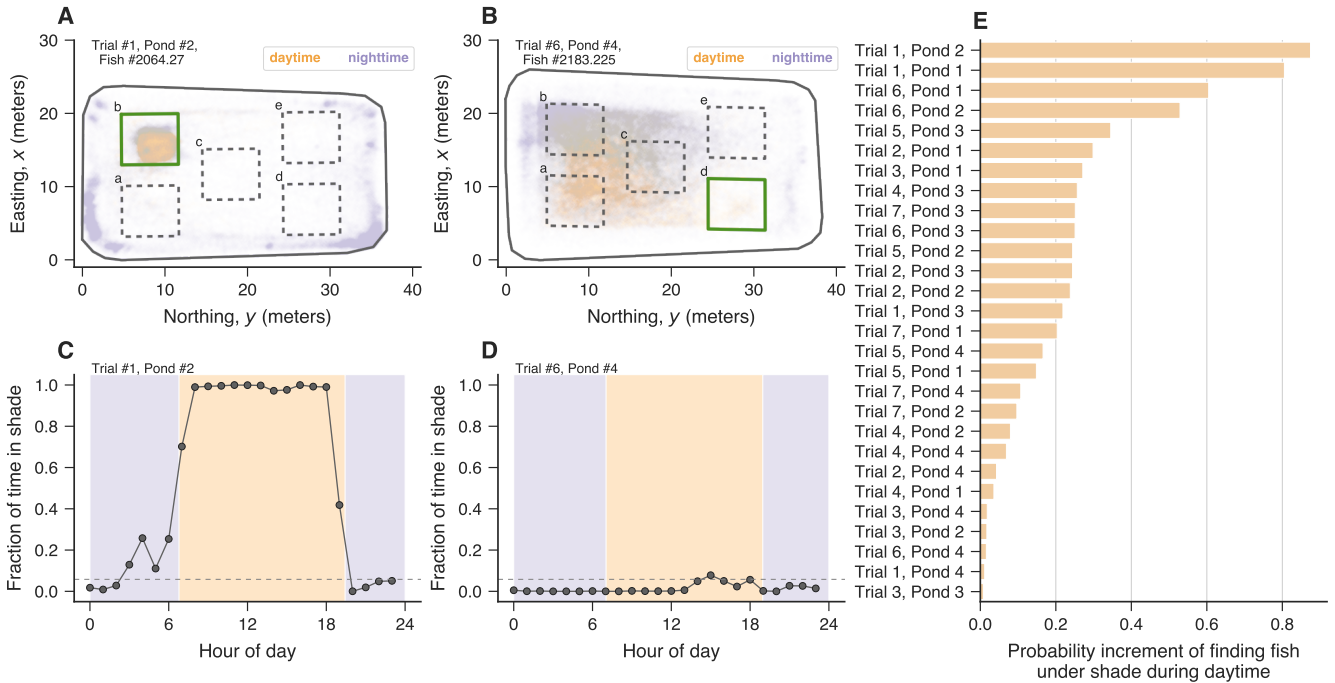 A
Trial #1, Pond #2,
Fish #2064.27
daytime nighttime
30
20
10
0
Easting, x (meters)
b
e
c
a
d
0 10 20 30 40
Northing, y (meters)
B
Trial #6, Pond #4,
Fish #2183.225
daytime nighttime
30
20
10
0
Easting, x (meters)
b
e
c
a
d
0 10 20 30 40
Northing, y (meters)
C
Trial #1, Pond #2
1.0
0.8
0.6
0.4
0.2
0.0
Fraction of time in shade
0 6 12 18 24
Hour of day
D
Trial #6, Pond #4
1.0
0.8
0.6
0.4
0.2
0.0
Fraction of time in shade
0 6 12 18 24
Hour of day
E
Trial 1, Pond 2
Trial 1, Pond 1
Trial 6, Pond 1
Trial 6, Pond 2
Trial 5, Pond 3
Trial 2, Pond 1
Trial 3, Pond 1
Trial 4, Pond 3
Trial 7, Pond 3
Trial 6, Pond 3
Trial 5, Pond 2
Trial 2, Pond 3
Trial 2, Pond 2
Trial 1, Pond 3
Trial 7, Pond 1
Trial 5, Pond 4
Trial 5, Pond 1
Trial 7, Pond 4
Trial 7, Pond 2
Trial 4, Pond 2
Trial 4, Pond 4
Trial 2, Pond 4
Trial 4, Pond 1
Trial 3, Pond 4
Trial 3, Pond 2
Trial 6, Pond 4
Trial 1, Pond 4
Trial 3, Pond 3
0.0 0.2 0.4 0.6 0.8
Probability increment of finding fish
under shade during daytime